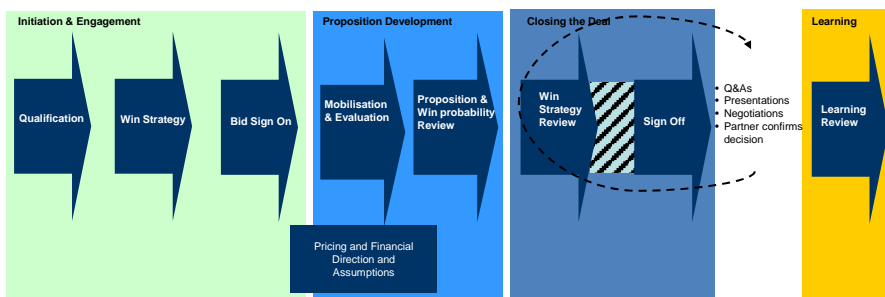 Initiation & Engagement
Qualification
Win Strategy
Bid Sign On
Proposition Development
Mobilisation
& Evaluation
Proposition &
Win probability
Review
Pricing and Financial
Direction and
Assumptions
Closing the Deal
Win
Strategy
Review
Sign Off
• Q&As
• Presentations
• Negotiations
• Partner confirms
decision
Learning
Learning
Review